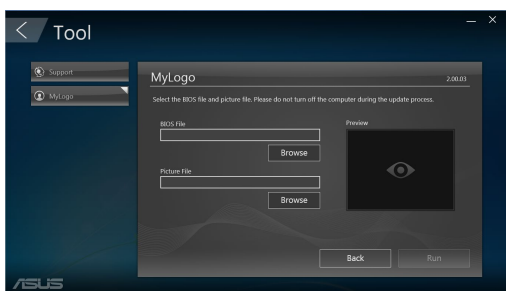 Tool
Support
MyLogo
MyLogo
2.00.03
Select the BIOS file and picture file. Please do not turn off the computer during the update process.
BIOS File
Browse
Picture File
Browse
Preview
Back
Run
ASUS